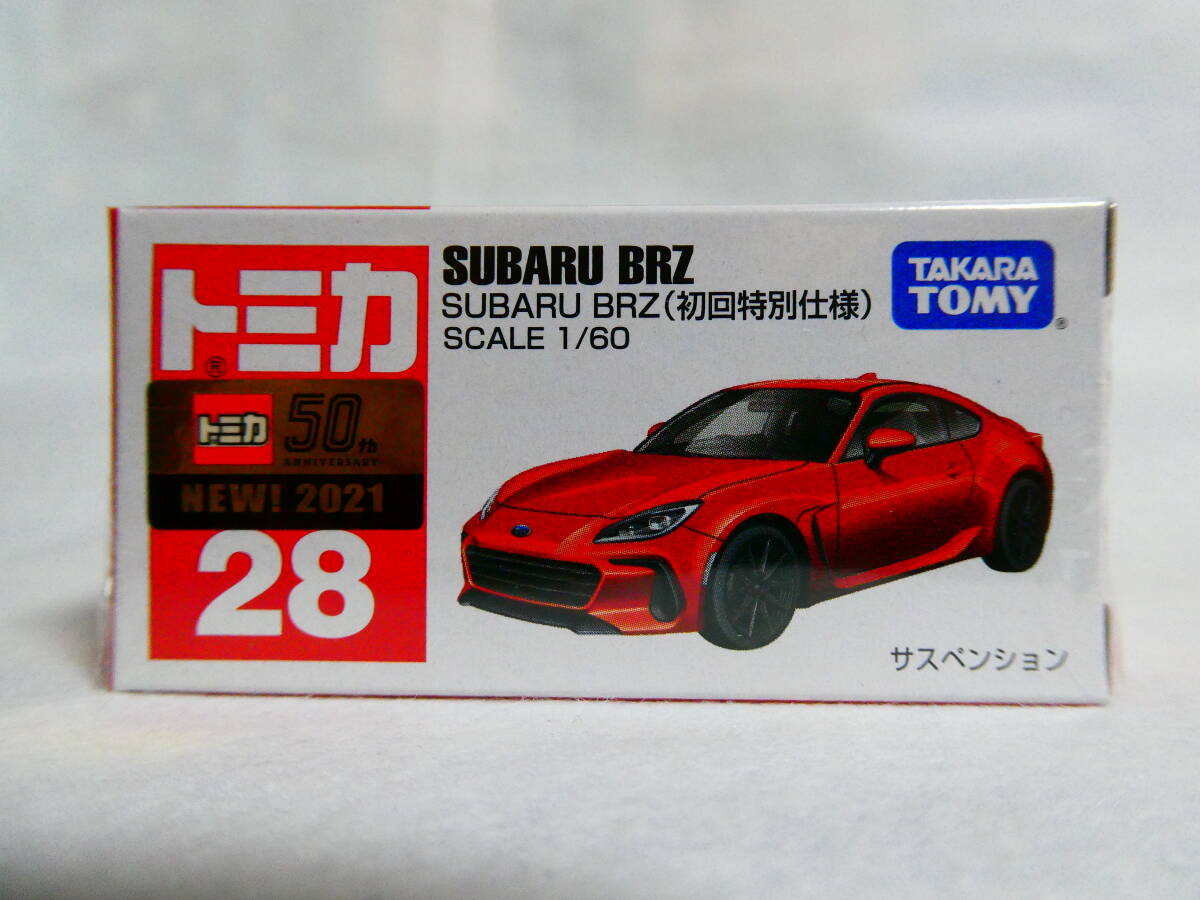 トミカ
®
トミカ
50th
ANNIVERSARY
NEW! 2021
28
SUBARU BRZ
SUBARU BRZ(初回特別仕様)
SCALE 1/60
TAKARA
TOMY
®
サスペンション